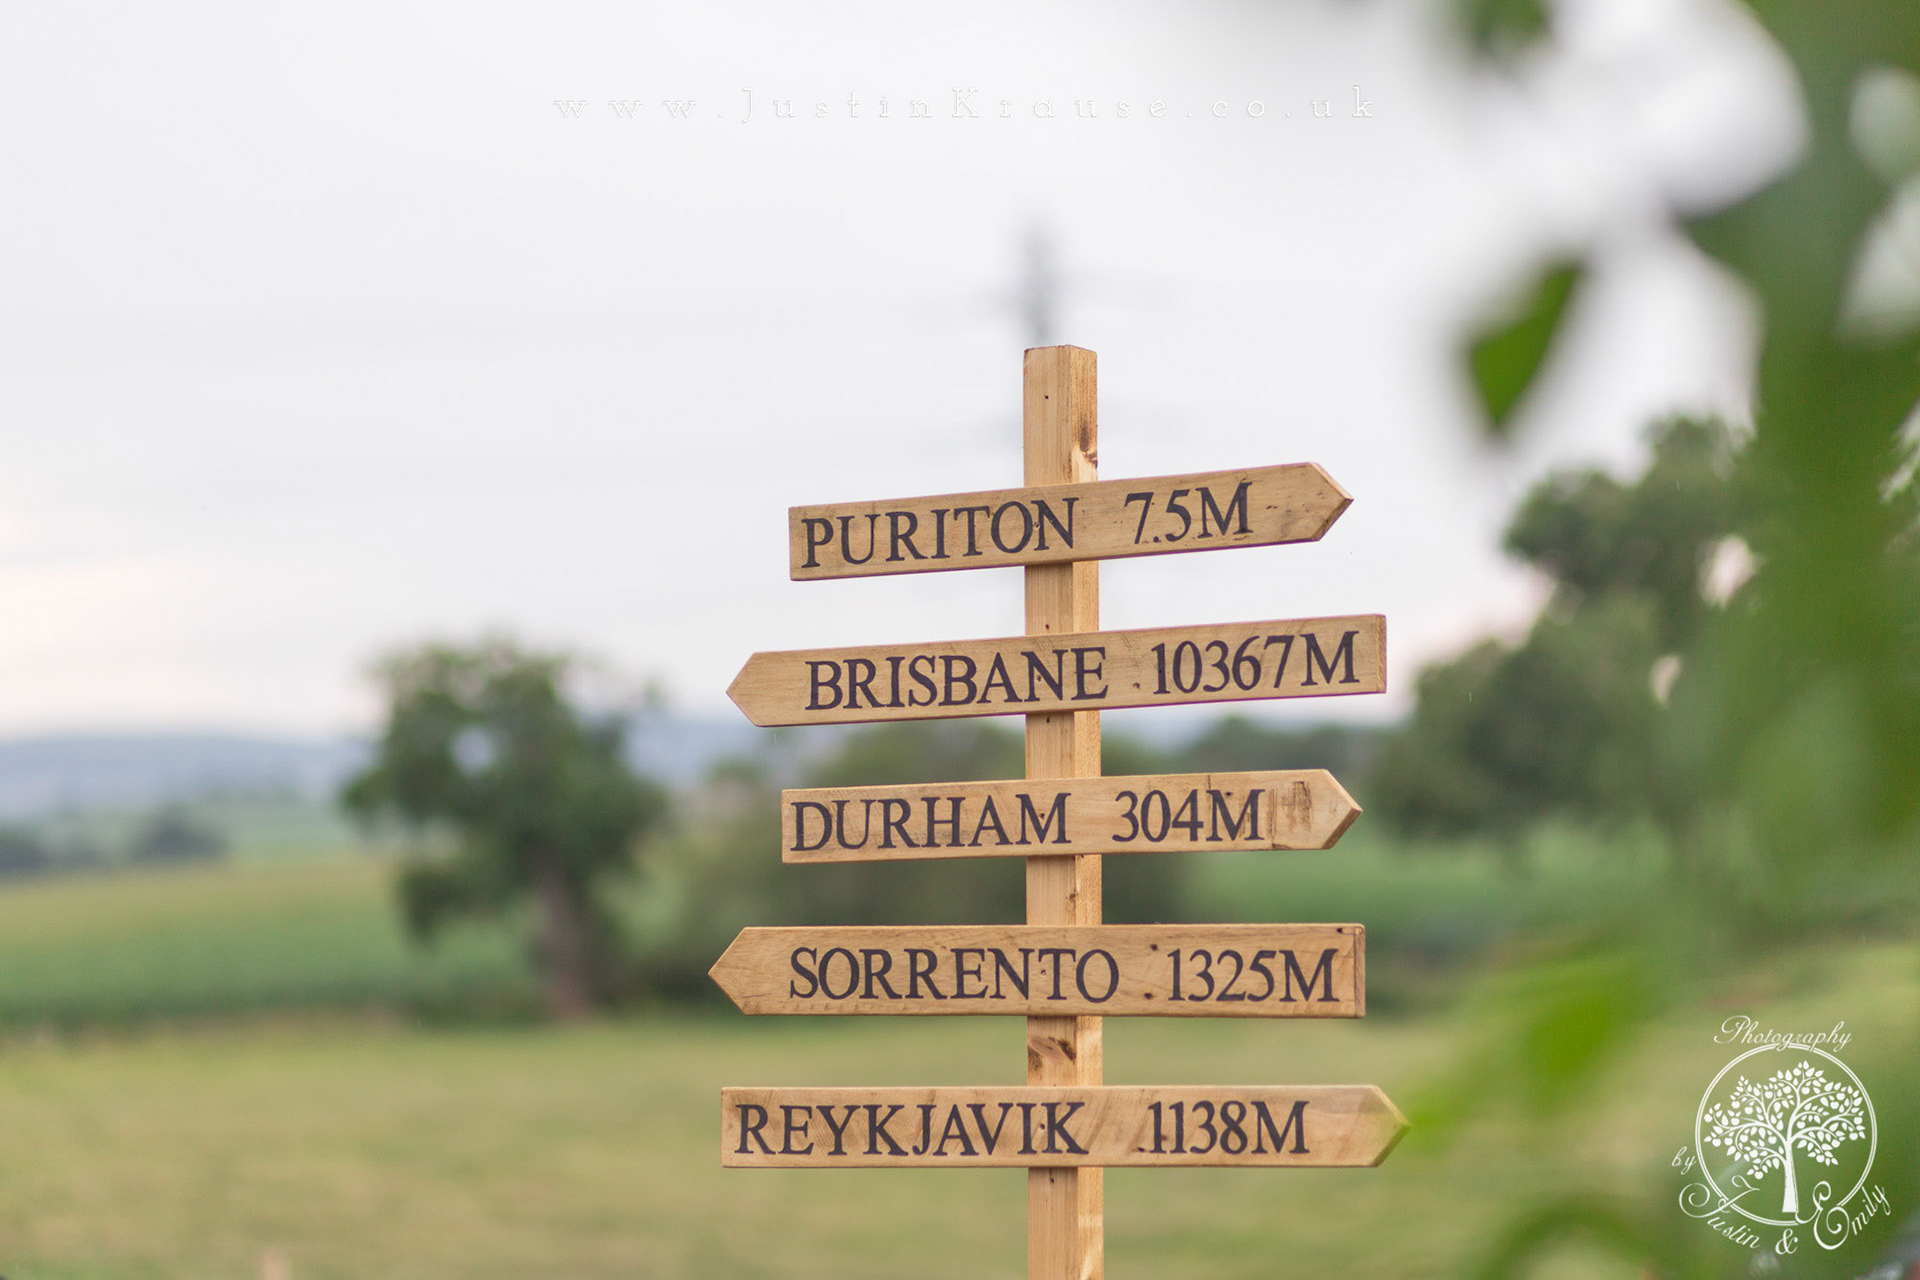 www.JustinKrause.co.uk
PURITON 7.5M
BRISBANE 10367M
DURHAM 304M
SORRENTO 1325M
REYKJAVIK 1138M
Photography
by Justin & Emily